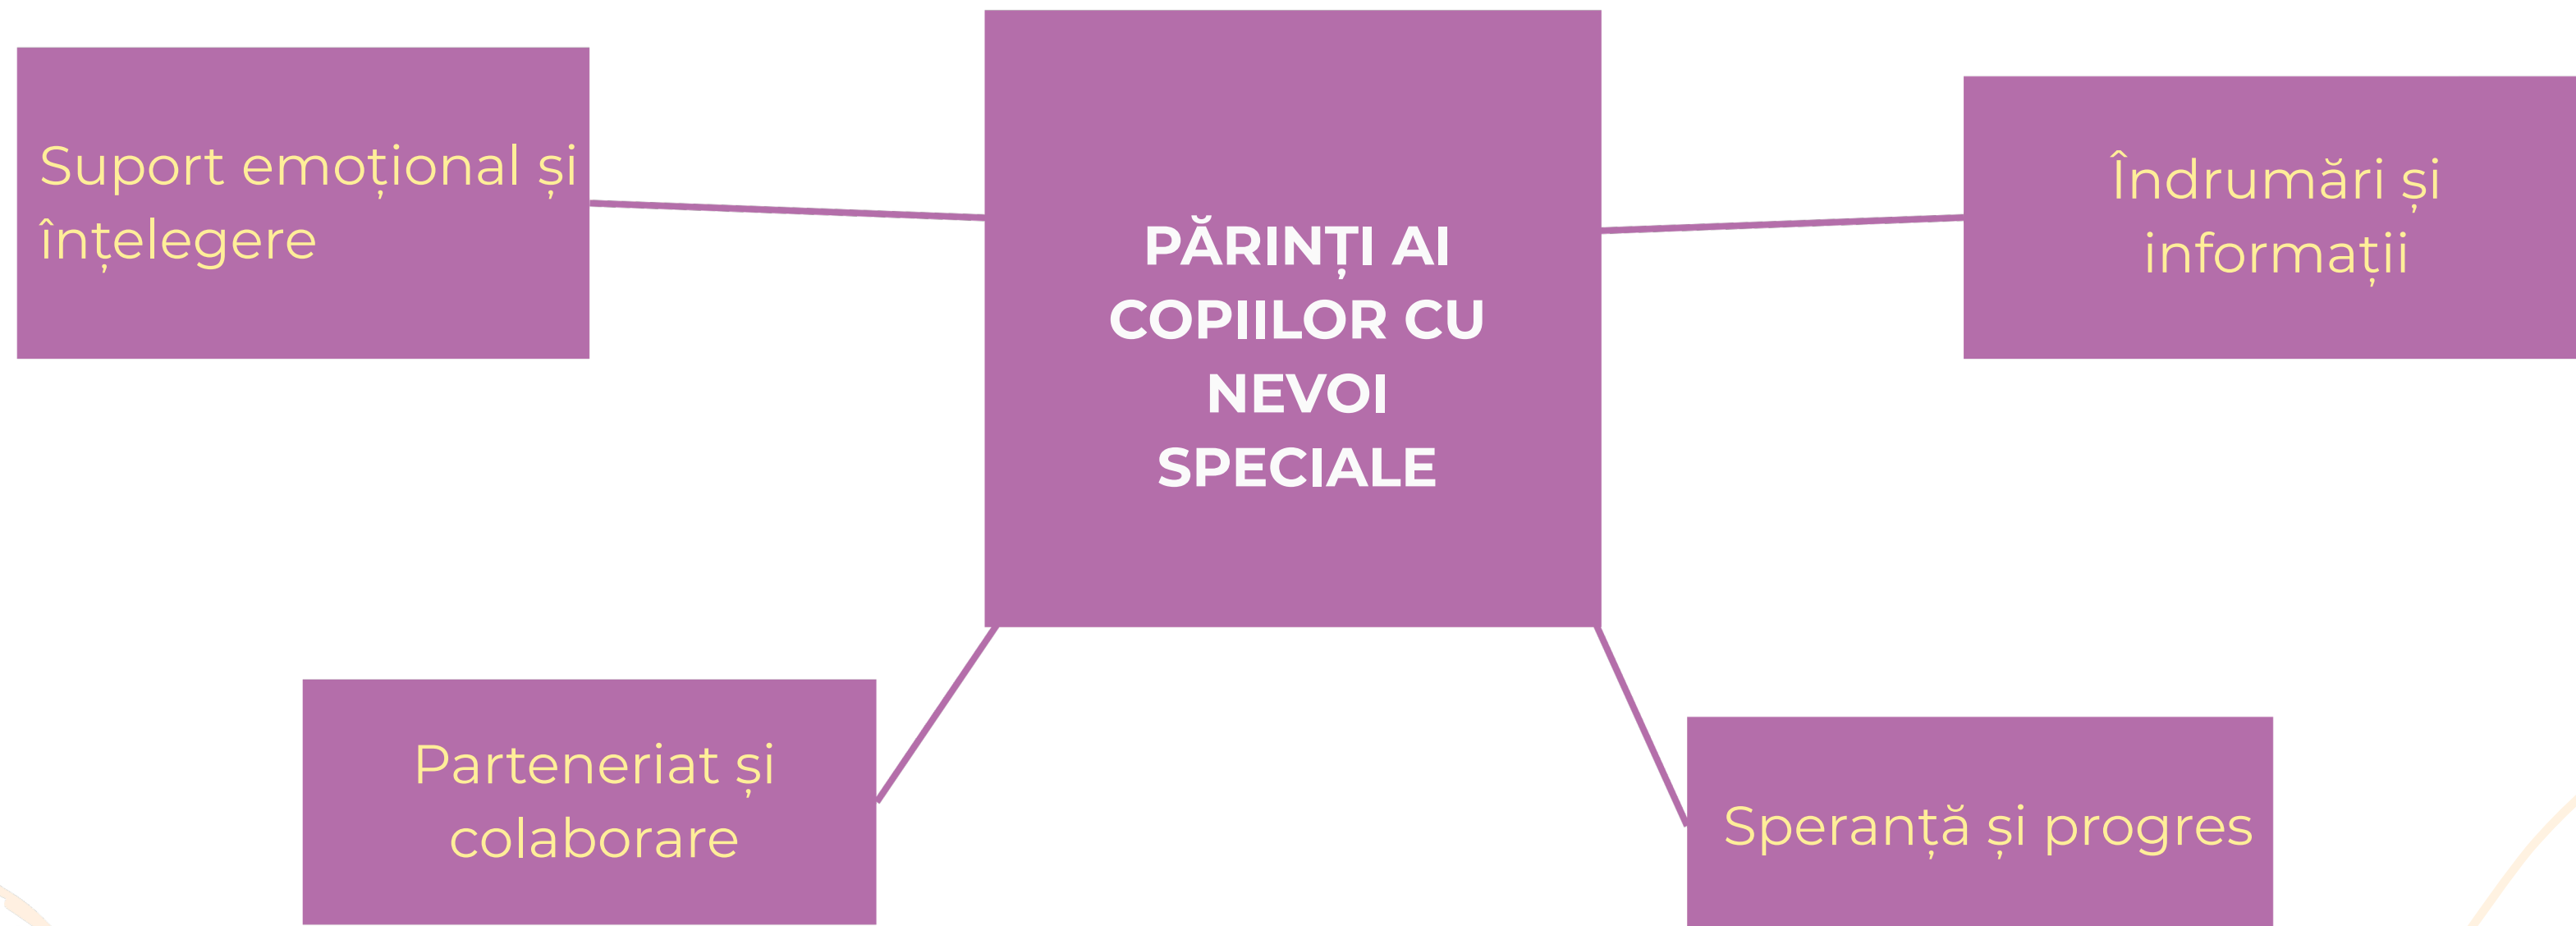 Suport emoțional și
înțelegere
PĂRINȚI AI
COPIILOR CU
NEVOI
SPECIALE
Îndrumări și
informații
Parteneriat și
colaborare
Speranță și progres